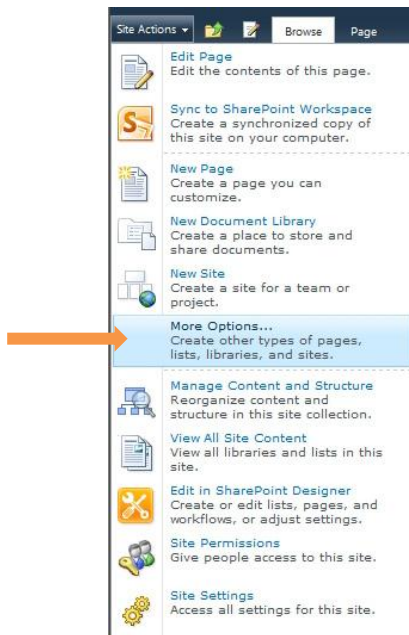 Site Actions Browse Page
Edit Page
Edit the contents of this page.
Sync to SharePoint Workspace
Create a synchronized copy of
this site on your computer.
New Page
Create a page you can
customize.
New Document Library
Create a place to store and
share documents.
New Site
Create a site for a team or
project.
More Options...
Create other types of pages,
lists, libraries, and sites.
Manage Content and Structure
Reorganize content and
structure in this site collection.
View All Site Content
View all libraries and lists in this
site.
Edit in SharePoint Designer
Create or edit lists, pages, and
workflows, or adjust settings.
Site Permissions
Give people access to this site.
Site Settings
Access all settings for this site.